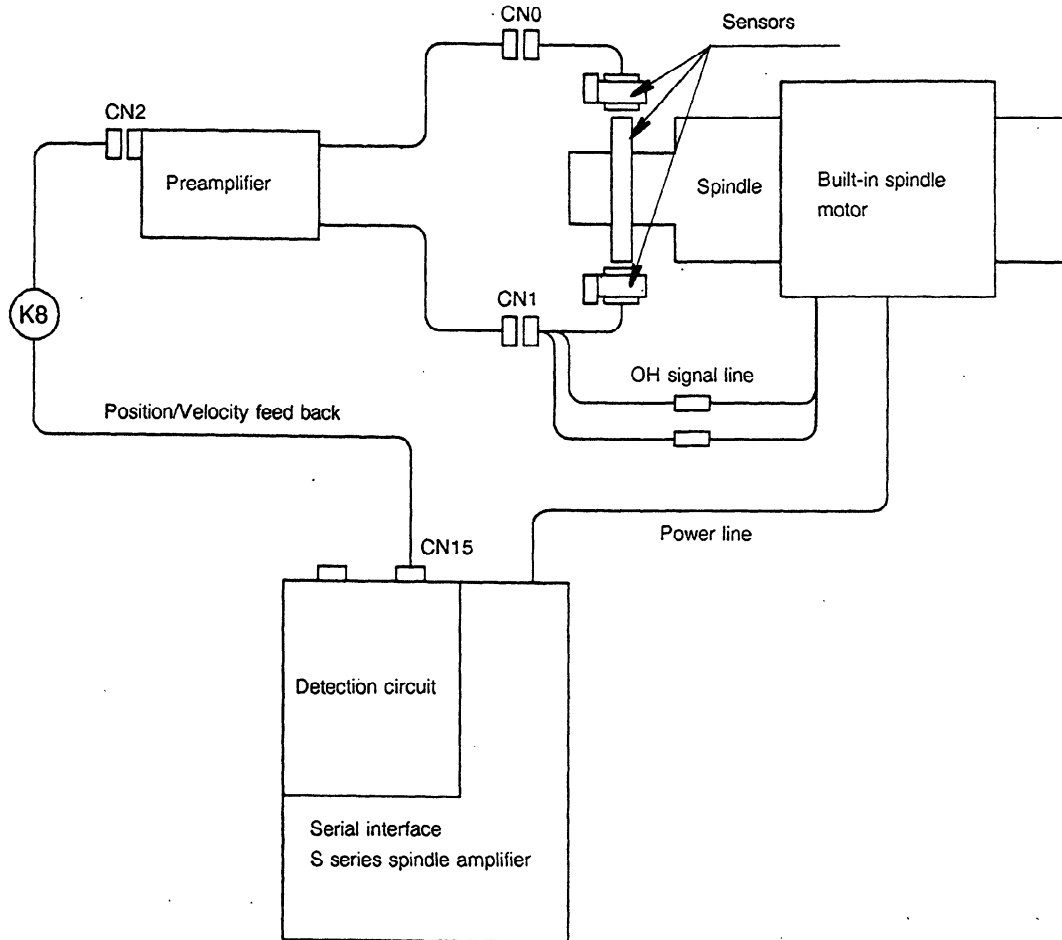 CN0
Sensors
CN2
Preamplifier
Spindle
Built-in spindle
motor
K8
CN1
OH signal line
Position/Velocity feed back
Power line
CN15
Detection circuit
Serial interface
S series spindle amplifier